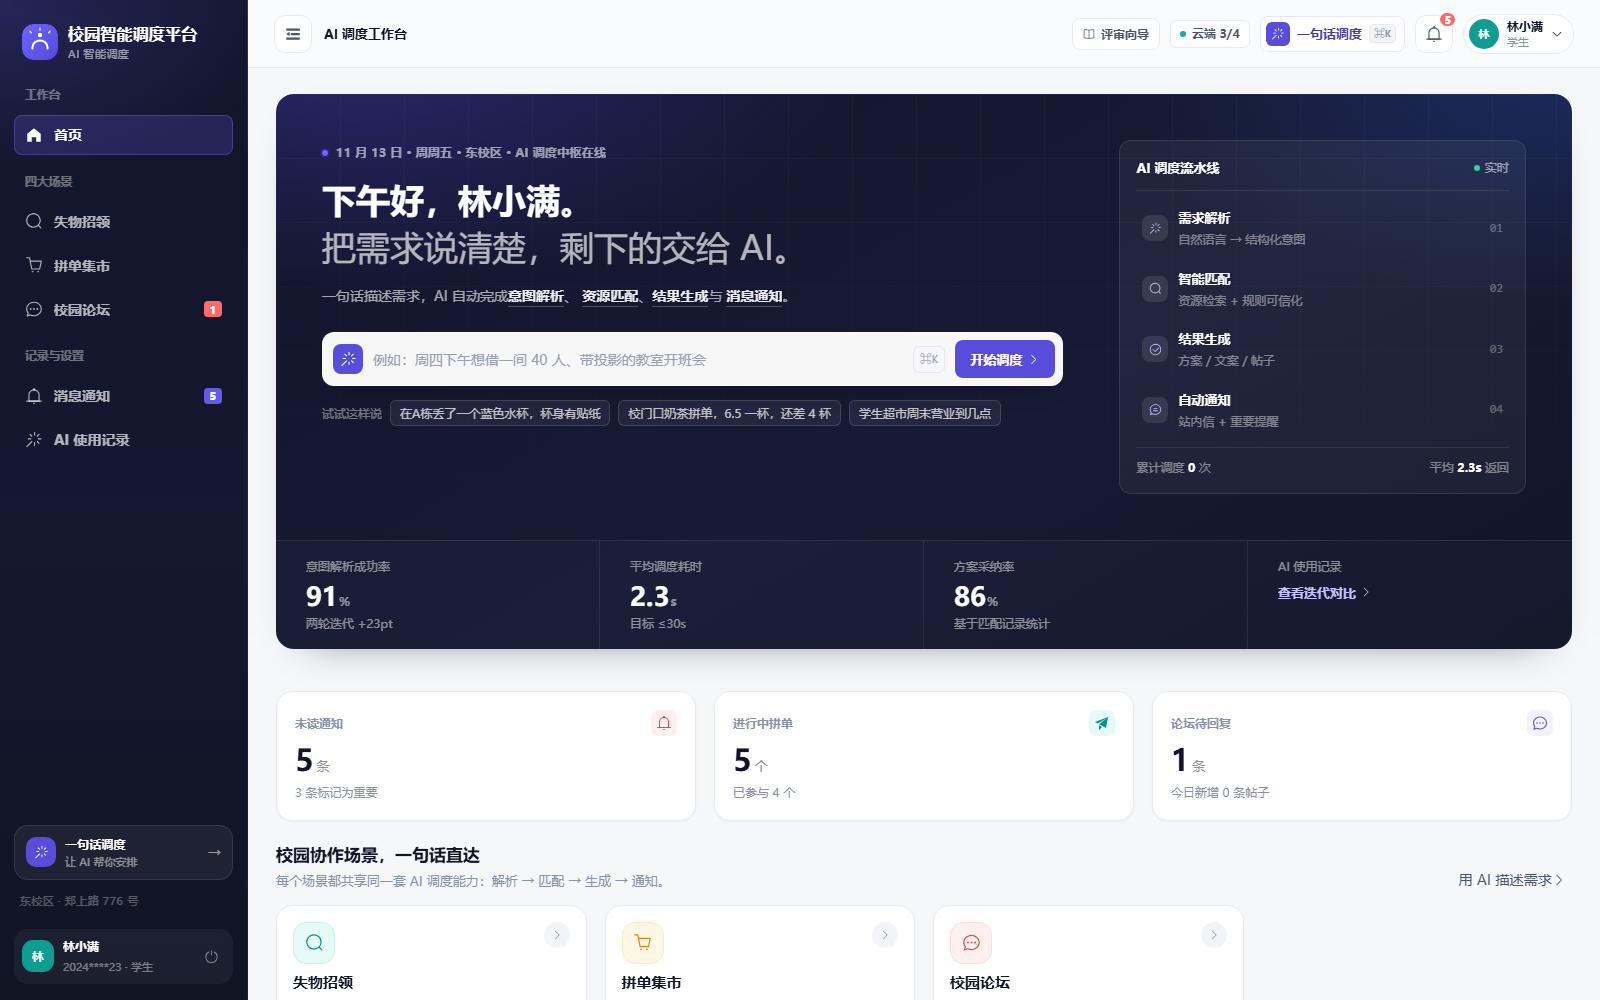 校园智能调度平台
AI 智能调度
工作台
首页
四大场景
失物招领
拼单集市
校园论坛
1
记录与设置
消息通知
5
AI 使用记录
一句话调度
让 AI 帮你安排
→
东校区 · 郑上路 776 号
林
林小满
2024****23 · 学生
AI 调度工作台
评审向导
云端 3/4
一句话调度
⌘K
5
林
林小满
学生
11 月 13 日 • 周周五 • 东校区 • AI 调度中枢在线
下午好，林小满。
把需求说清楚，剩下的交给 AI。
一句话描述需求，AI 自动完成意图解析、 资源匹配、结果生成与 消息通知。
例如：周四下午想借一间 40 人、带投影的教室开班会
⌘K
开始调度
试试这样说
在A栋丢了一个蓝色水杯，杯身有贴纸
校门口奶茶拼单，6.5 一杯，还差 4 杯
学生超市周末营业到几点
AI 调度流水线
实时
需求解析
自然语言 → 结构化意图
01
智能匹配
资源检索 + 规则可信化
02
结果生成
方案 / 文案 / 帖子
03
自动通知
站内信 + 重要提醒
04
累计调度 0 次
平均 2.3s 返回
意图解析成功率
91%
两轮迭代 +23pt
平均调度耗时
2.3s
目标 ≤30s
方案采纳率
86%
基于匹配记录统计
AI 使用记录
查看迭代对比
未读通知
5 条
3 条标记为重要
进行中拼单
5 个
已参与 4 个
论坛待回复
1 条
今日新增 0 条帖子
校园协作场景，一句话直达
每个场景都共享同一套 AI 调度能力：解析 → 匹配 → 生成 → 通知。
用 AI 描述需求
失物招领
拼单集市
校园论坛